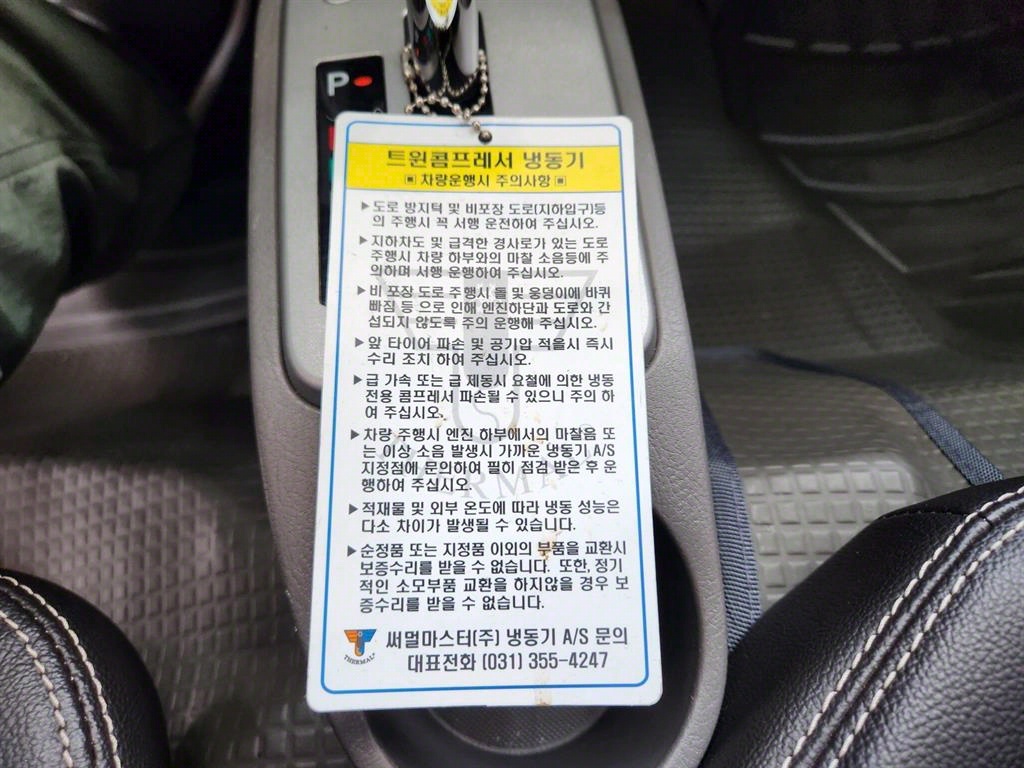 P
트윈콤프레서 냉동기
▣ 차량운행시 주의사항 ▣
▶도로 방지턱 및 비포장 도로(지하입구)등
의 주행시 꼭 서행 운전하여 주십시오.
▶지하차도 및 급격한 경사로가 있는 도로
주행시 차량 하부와의 마찰 소음등에 주
의하며 서행 운행하여 주십시오.
▶비 포장 도로 주행시 돌 및 웅덩이에 바퀴
빠짐 등 으로 인해 엔진하단과 도로와 간
섭되지 않도록 주의 운행해 주십시오.
▶앞 타이어 파손 및 공기압 적을시 즉시
수리 조치 하여 주십시오.
▶급 가속 또는 급 제동시 요철에 의한 냉동
전용 콤프레서 파손될 수 있으니 주의 하
여 주십시오.
▶차량 주행시 엔진 하부에서의 마찰음 또
는 이상 소음 발생시 가까운 냉동기 A/S
지정점에 문의하여 필히 점검 받은 후 운
행하여 주십시오.
▶적재물 및 외부 온도에 따라 냉동 성능은
다소 차이가 발생될 수 있습니다.
▶순정품 또는 지정품 이외의 부품을 교환시
보증수리를 받을 수 없습니다. 또한, 정기
적인 소모부품 교환을 하지않을 경우 보
증수리를 받을 수 없습니다.
THERMAL
써멀마스터(주) 냉동기 A/S 문의
대표전화 (031) 355-4247